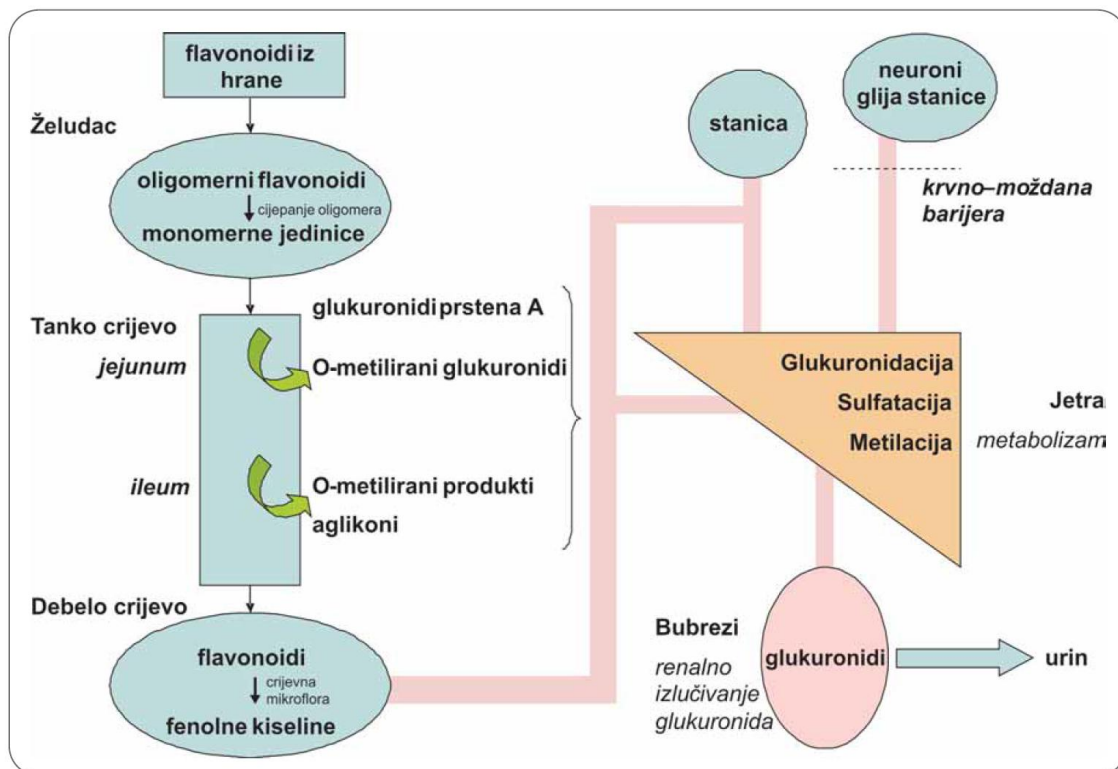 flavonoidi iz
hrane
Želudac
oligomerni flavonoidi
cijepanje oligomera
monomerne jedinice
Tanko crijevo
jejunum
ileum
glukuronidi prstena A
O-metilirani glukuronidi
O-metilirani produkti
aglikoni
Debelo crijevo
flavonoidi
crijevna
mikroflora
fenolne kiseline
stanica
neuroni
glija stanice
krvno–moždana
barijera
Glukuronidacija
Sulfatacija
Metilacija
Jetra
metabolizam
Bubrezi
renalno
izlučivanje
glukuronida
glukuronidi
urin